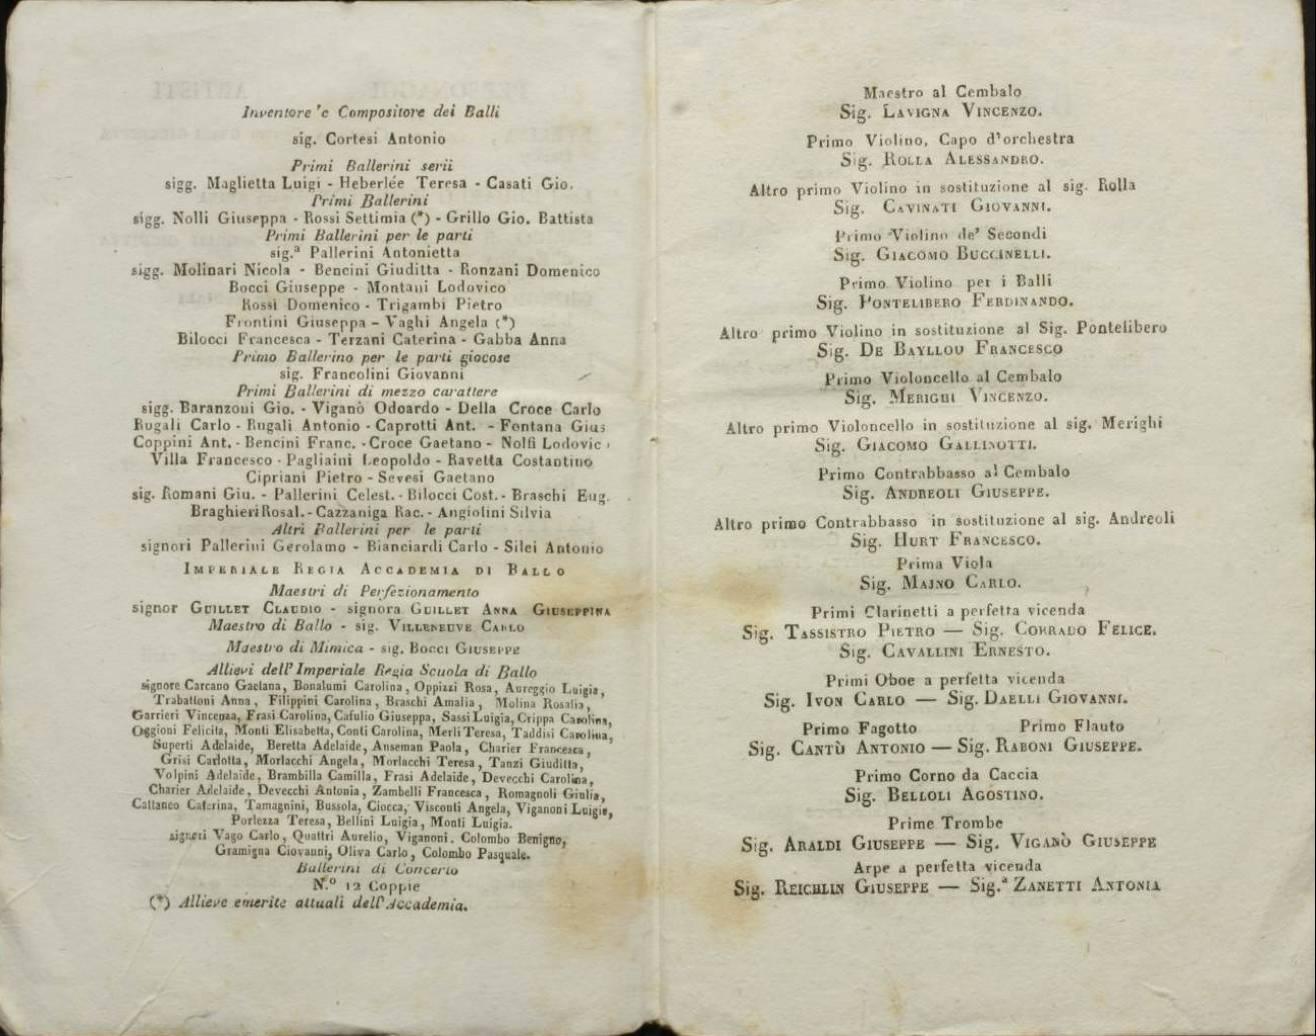 Inventore e Compositore dei Balli
sig. Cortesi Antonio
Primi Ballerini serii
sigg. Maglietta Luigi - Heberlée Teresa - Casati Gio.
Primi Ballerini
sigg. Nolli Giuseppa - Rossi Settimia (*) - Grillo Gio. Battista
Primi Ballerini per le parti
sig.ª Pallerini Antonietta
sigg. Molinari Nicola - Bencini Giuditta - Ronzani Domenico
Bocci Giuseppe - Montani Lodovico
Rossi Domenico - Trigambi Pietro
Frontini Giuseppa - Vaghi Angela (*)
Bilocci Francesca - Terzani Caterina - Gabba Anna
Primo Ballerino per le parti giocose
sig. Francolini Giovanni
Primi Ballerini di mezzo carattere
sigg. Baranzoni Gio. - Viganò Odoardo - Della Croce Carlo
Rugali Carlo - Rugali Antonio - Caprotti Ant. - Fontana Gius
Coppini Ant. - Bencini Franc. - Croce Gaetano - Nolfi Lodovic
Villa Francesco - Pagliaini Leopoldo - Ravetta Costantino
Cipriani Pietro - Sevesi Gaetano
sig. Romani Giu. - Pallerini Celest. - Bilocci Cost. - Braschi Eug.
Braghieri Rosal. - Cazzaniga Rac. - Angiolini Silvia
Altri Ballerini per le parti
signori Pallerini Gerolamo - Bianciardi Carlo - Silei Antonio
IMPERIALE REGIA ACCADEMIA DI BALLO
Maestri di Perfezionamento
signor GUILLET CLAUDIO - signora GUILLET ANNA GIUSEPPINA
Maestro di Ballo - sig. VILLENEUVE CARLO
Maestro di Mimica - sig. BOCCI GIUSEPPE
Allievi dell' Imperiale Regia Scuola di Ballo
signore Carcano Gaetana, Bonalumi Carolina, Oppizzi Rosa, Aureggio Luigia,
Trabattoni Anna, Filippini Carolina, Braschi Amalia, Molina Rosalia,
Garrieri Vincenza, Frasi Carolina, Cafulio Giuseppa, Sassi Luigia, Crippa Carolina,
Oggioni Felicita, Monti Elisabetta, Conti Carolina, Merli Teresa, Taddisi Carolina,
Superti Adelaide, Beretta Adelaide, Anseman Paola, Charier Francesca,
Grisi Carlotta, Morlacchi Angela, Morlacchi Teresa, Tanzi Giuditta,
Volpini Adelaide, Brambilla Camilla, Frasi Adelaide, Devecchi Carolina,
Charier Adelaide, Devecchi Antonia, Zambelli Francesca, Romagnoli Giulia,
Cattaneo Caterina, Tamagnini, Bussola, Ciocca, Visconti Angela, Viganoni Luigia,
Portezza Teresa, Bellini Luigia, Monti Luigia.
signori Vago Carlo, Quattri Aurelio, Viganoni. Colombo Benigno,
Gramigna Giovanni, Oliva Carlo, Colombo Pasquale.
Ballerini di Concerto
N.º 12 Coppie
(*) Allieve emerite attuali dell' Accademia.
Maestro al Cembalo
Sig. LAVIGNA VINCENZO.
Primo Violino, Capo d'orchestra
Sig. ROLLA ALESSANDRO.
Altro primo Violino in sostituzione al sig. Rolla
Sig. CAVINATI GIOVANNI.
Primo Violino de' Secondi
Sig. GIACOMO BUCCINELLI.
Primo Violino per i Balli
Sig. PONTELIBERO FERDINANDO.
Altro primo Violino in sostituzione al Sig. Pontelibero
Sig. DE BAYLLOU FRANCESCO
Primo Violoncello al Cembalo
Sig. MERIGHI VINCENZO.
Altro primo Violoncello in sostituzione al sig. Merighi
Sig. GIACOMO GALLINOTTI.
Primo Contrabbasso al Cembalo
Sig. ANDREOLI GIUSEPPE.
Altro primo Contrabbasso in sostituzione al sig. Andreoli
Sig. HURT FRANCESCO.
Prima Viola
Sig. MAJNO CARLO.
Primi Clarinetti a perfetta vicenda
Sig. TASSISTRO PIETRO — Sig. CORRADO FELICE.
Sig. CAVALLINI ERNESTO.
Primi Oboe a perfetta vicenda
Sig. IVON CARLO — Sig. DAELLI GIOVANNI.
Primo Fagotto Primo Flauto
Sig. CANTÙ ANTONIO — Sig. RABONI GIUSEPPE.
Primo Corno da Caccia
Sig. BELLOLI AGOSTINO.
Prime Trombe
Sig. ARALDI GIUSEPPE — Sig. VIGANÒ GIUSEPPE
Arpe a perfetta vicenda
Sig. REICHLIN GIUSEPPE — Sig.ª ZANETTI ANTONIA